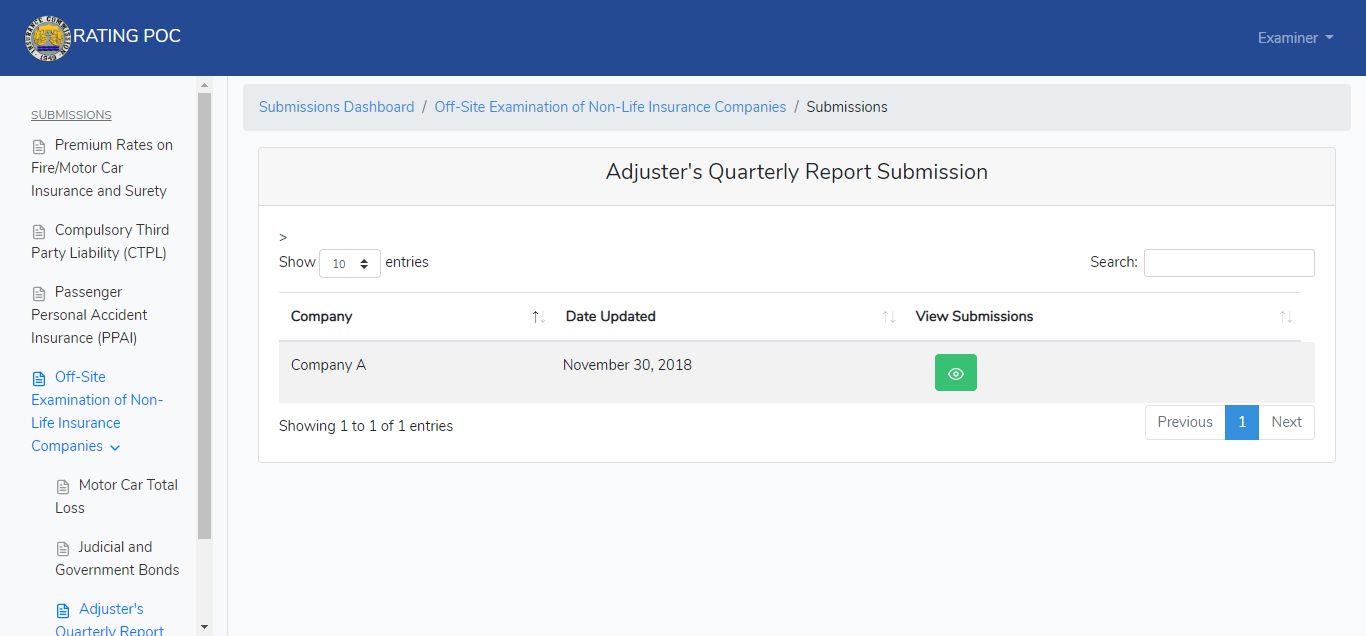 RATING POC
Examiner
SUBMISSIONS
Premium Rates on
Fire/Motor Car
Insurance and Surety
Compulsory Third
Party Liability (CTPL)
Passenger
Personal Accident
Insurance (PPAI)
Off-Site
Examination of Non-
Life Insurance
Companies
Motor Car Total
Loss
Judicial and
Government Bonds
Adjuster's
Quarterly Report
Submissions Dashboard / Off-Site Examination of Non-Life Insurance Companies / Submissions
Adjuster's Quarterly Report Submission
>
Show 10 entries Search:
Company Date Updated View Submissions
Company A November 30, 2018
Showing 1 to 1 of 1 entries Previous 1 Next